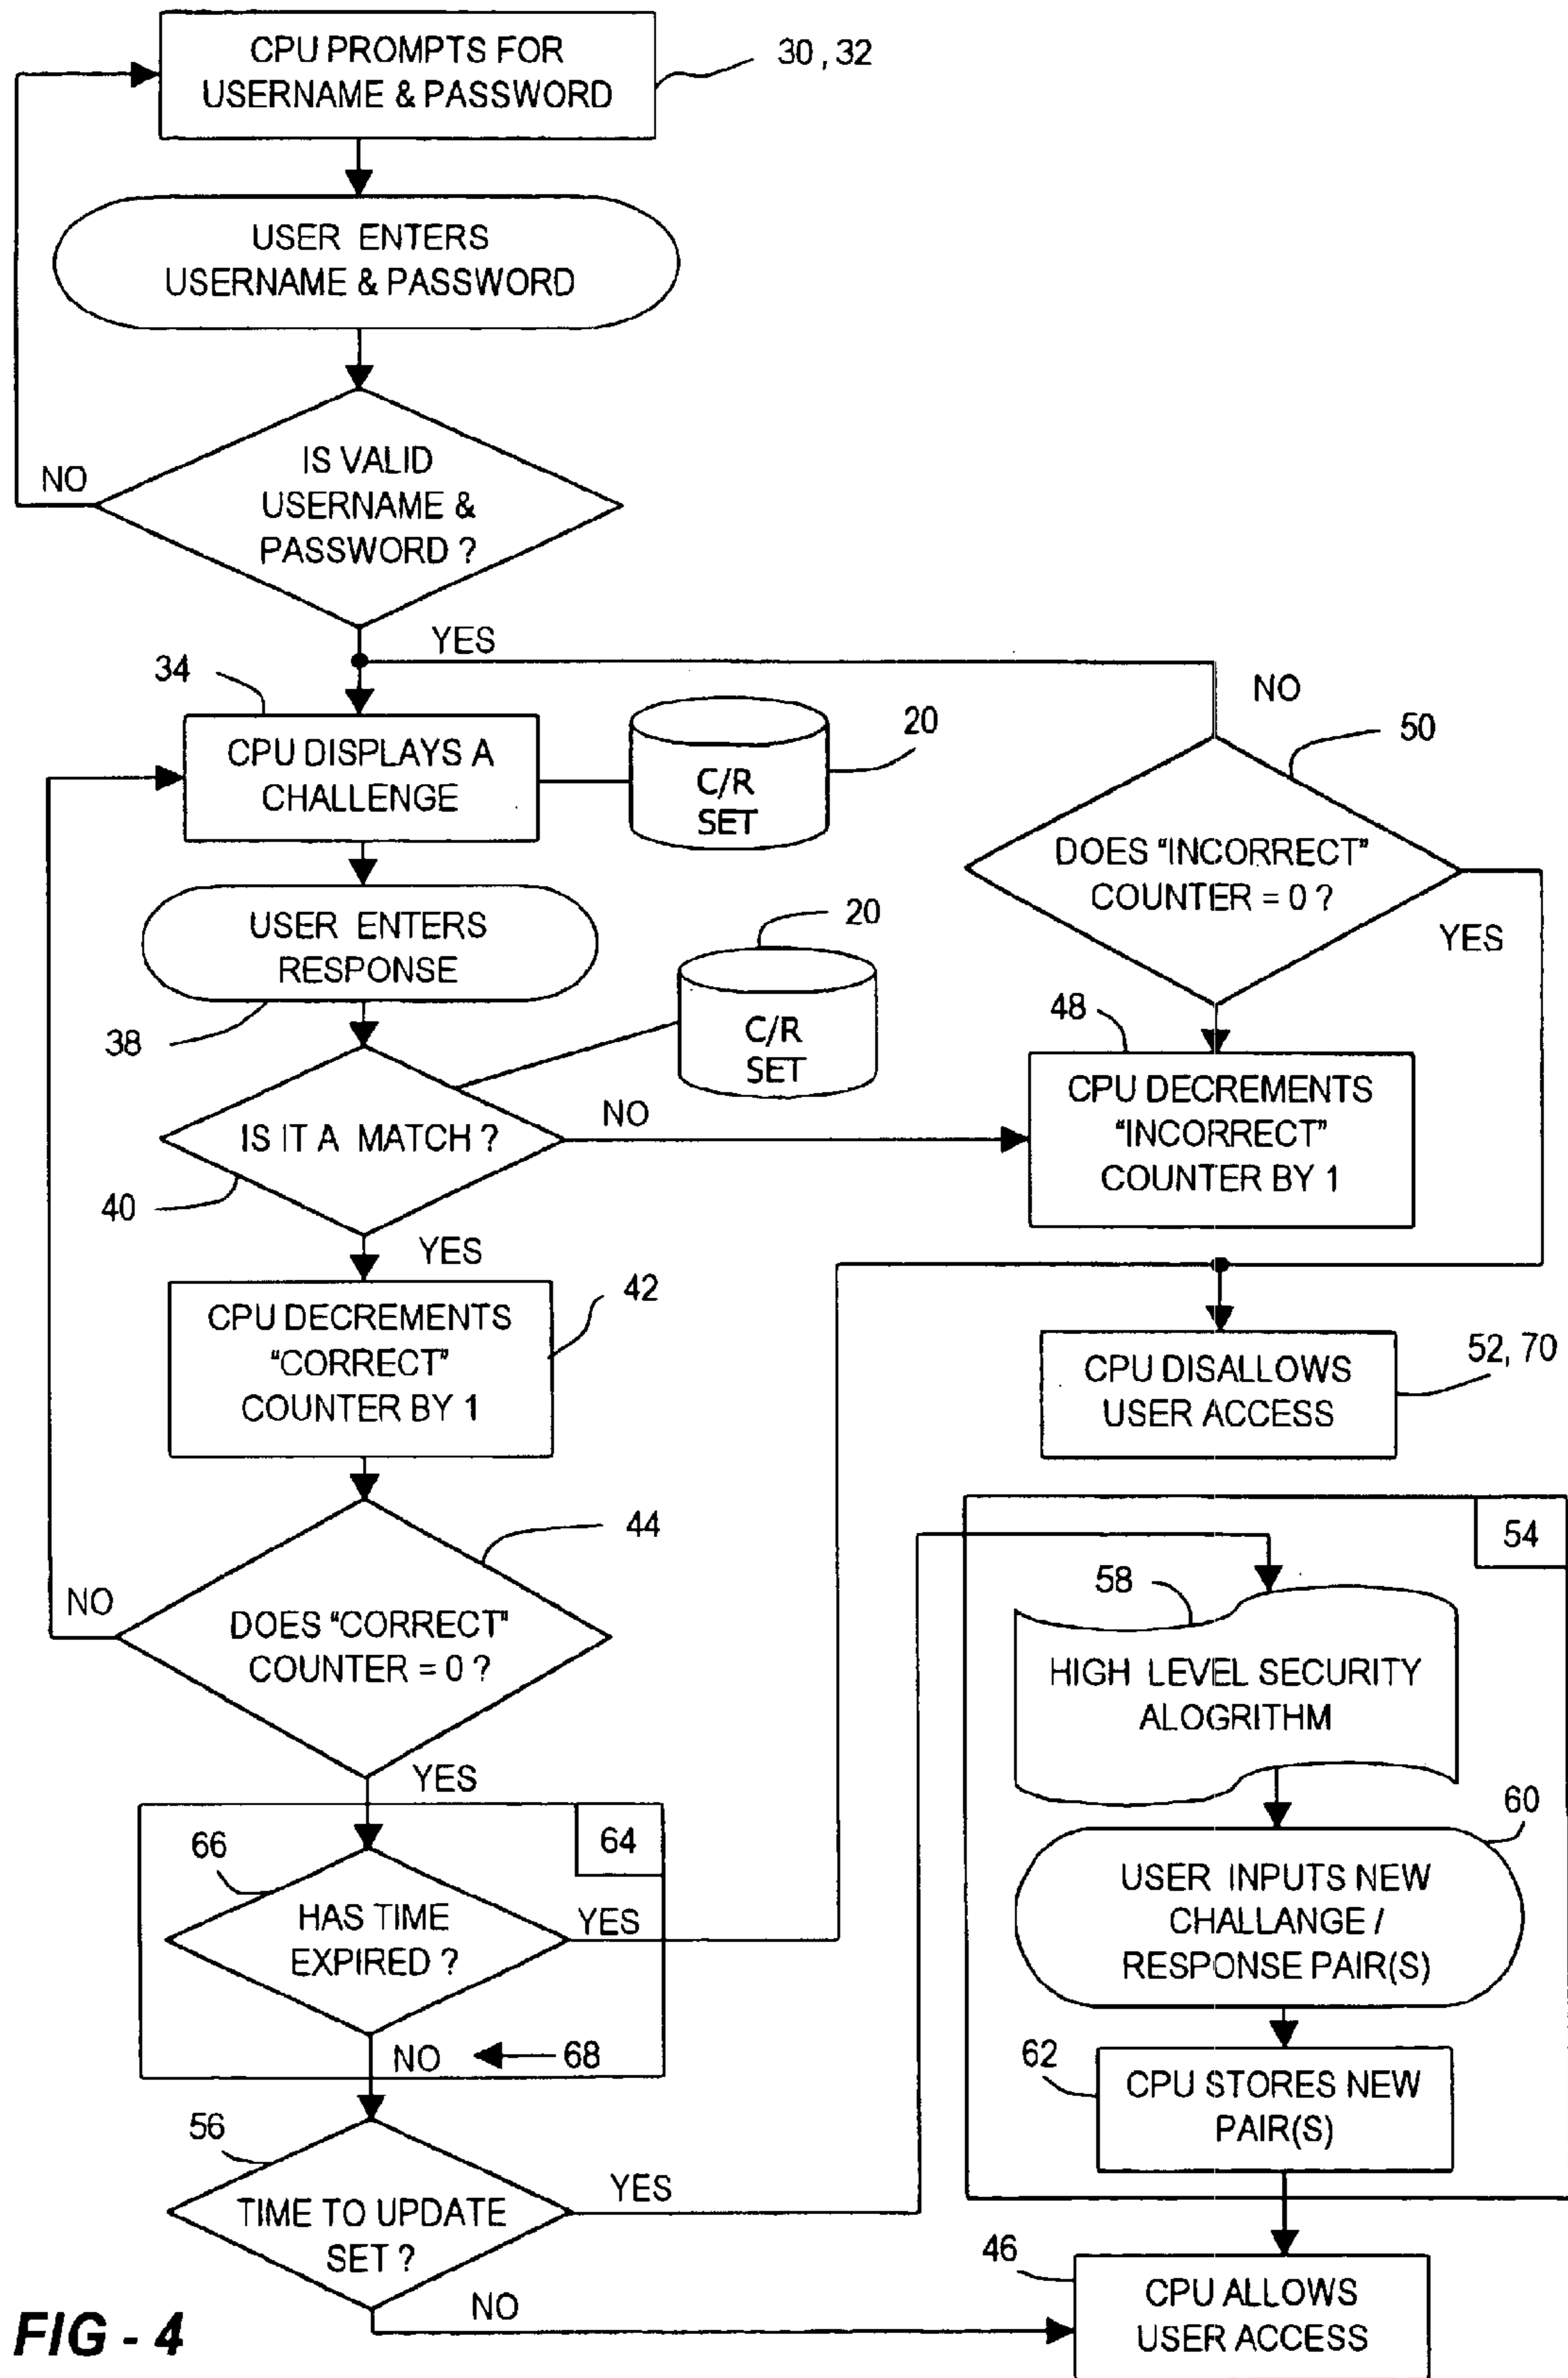 CPU PROMPTS FOR
USERNAME & PASSWORD
30, 32
USER ENTERS
USERNAME & PASSWORD
IS VALID
USERNAME &
PASSWORD ?
NO
YES
34
CPU DISPLAYS A
CHALLENGE
C/R
SET
20
NO
50
DOES "INCORRECT"
COUNTER = 0 ?
YES
USER ENTERS
RESPONSE
38
20
C/R
SET
48
CPU DECREMENTS
"INCORRECT"
COUNTER BY 1
IS IT A MATCH ?
NO
40
YES
CPU DECREMENTS
"CORRECT"
COUNTER BY 1
42
CPU DISALLOWS
USER ACCESS
52, 70
44
DOES "CORRECT"
COUNTER = 0 ?
NO
YES
54
58
HIGH LEVEL SECURITY
ALOGRITHM
64
66
HAS TIME
EXPIRED ?
YES
NO
68
60
USER INPUTS NEW
CHALLANGE /
RESPONSE PAIR(S)
62
CPU STORES NEW
PAIR(S)
56
TIME TO UPDATE
SET ?
YES
NO
46
CPU ALLOWS
USER ACCESS
FIG - 4